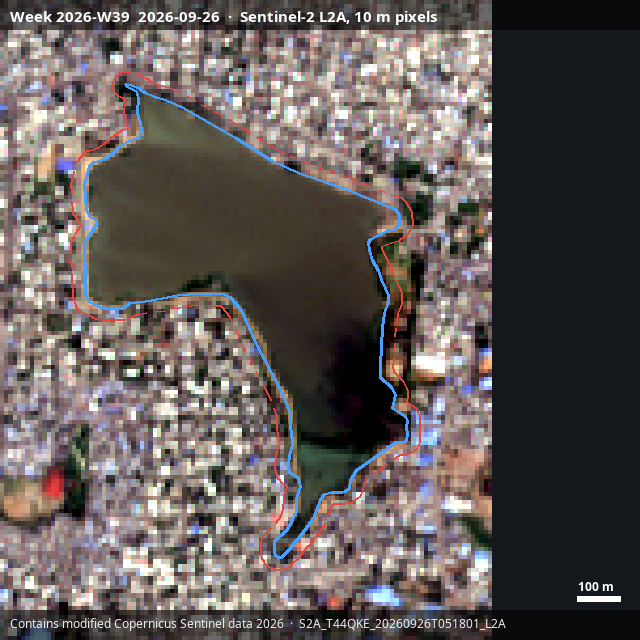 Week 2026-W39  2026-09-26  ·  Sentinel-2 L2A, 10 m pixels
100 m
Contains modified Copernicus Sentinel data 2026  ·  S2A_T44QKE_20260926T051801_L2A